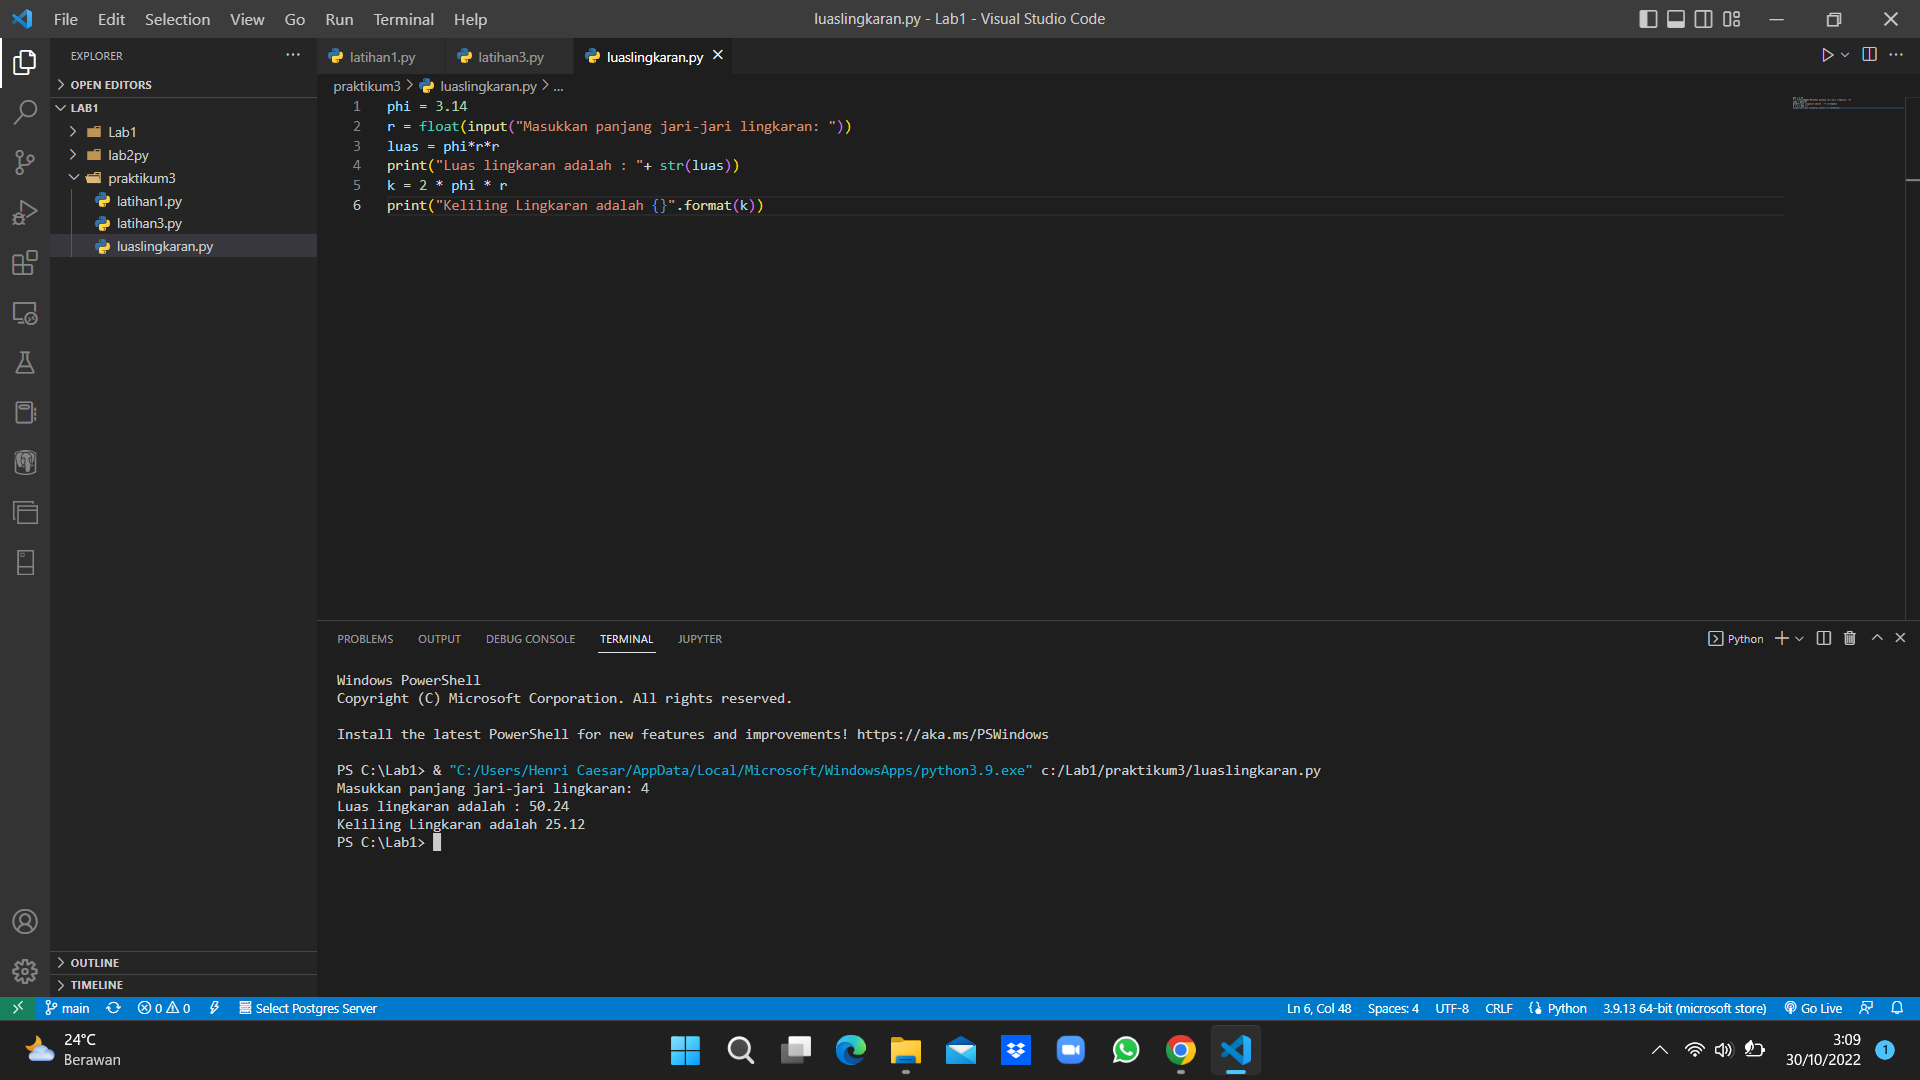 File Edit Selection View Go Run Terminal Help
luaslingkaran.py - Lab1 - Visual Studio Code
EXPLORER
OPEN EDITORS
LAB1
Lab1
lab2py
praktikum3
latihan1.py
latihan3.py
luaslingkaran.py
OUTLINE
TIMELINE
latihan1.py latihan3.py luaslingkaran.py
praktikum3 > luaslingkaran.py > ...
1 phi = 3.14
2 r = float(input("Masukkan panjang jari-jari lingkaran: "))
3 luas = phi*r*r
4 print("Luas lingkaran adalah : "+ str(luas))
5 k = 2 * phi * r
6 print("Keliling Lingkaran adalah {}".format(k))
PROBLEMS OUTPUT DEBUG CONSOLE TERMINAL JUPYTER
Python
Windows PowerShell
Copyright (C) Microsoft Corporation. All rights reserved.
Install the latest PowerShell for new features and improvements! https://aka.ms/PSWindows
PS C:\Lab1> & "C:/Users/Henri Caesar/AppData/Local/Microsoft/WindowsApps/python3.9.exe" c:/Lab1/praktikum3/luaslingkaran.py
Masukkan panjang jari-jari lingkaran: 4
Luas lingkaran adalah : 50.24
Keliling Lingkaran adalah 25.12
PS C:\Lab1>
main 0 0 Select Postgres Server
Ln 6, Col 48 Spaces: 4 UTF-8 CRLF Python 3.9.13 64-bit (microsoft store) Go Live
24°C
Berawan
3:09
30/10/2022
1